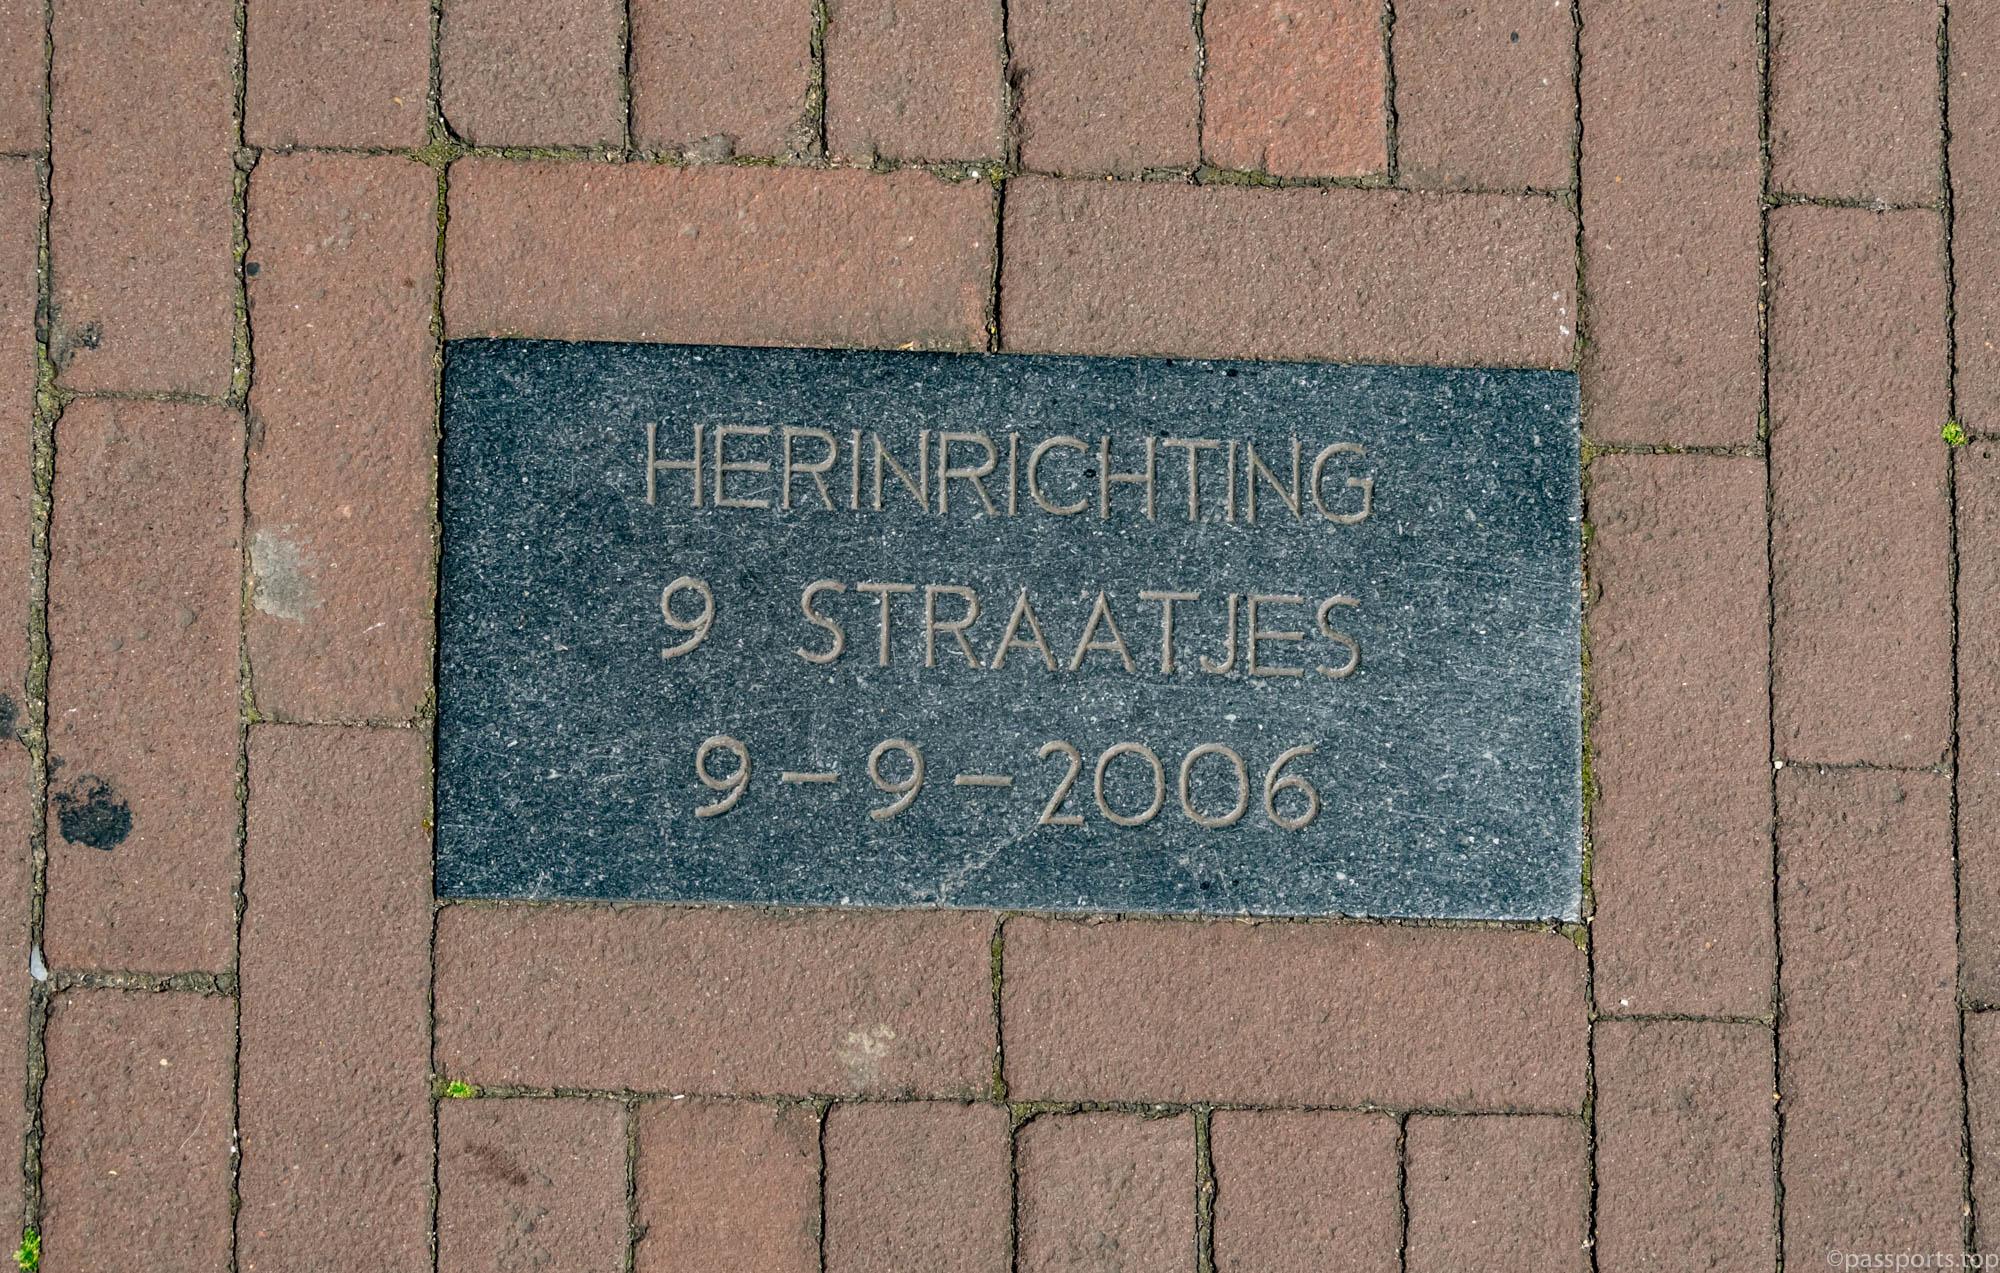 HERINRICHTING
9 STRAATJES
9-9-2006
©passports.top